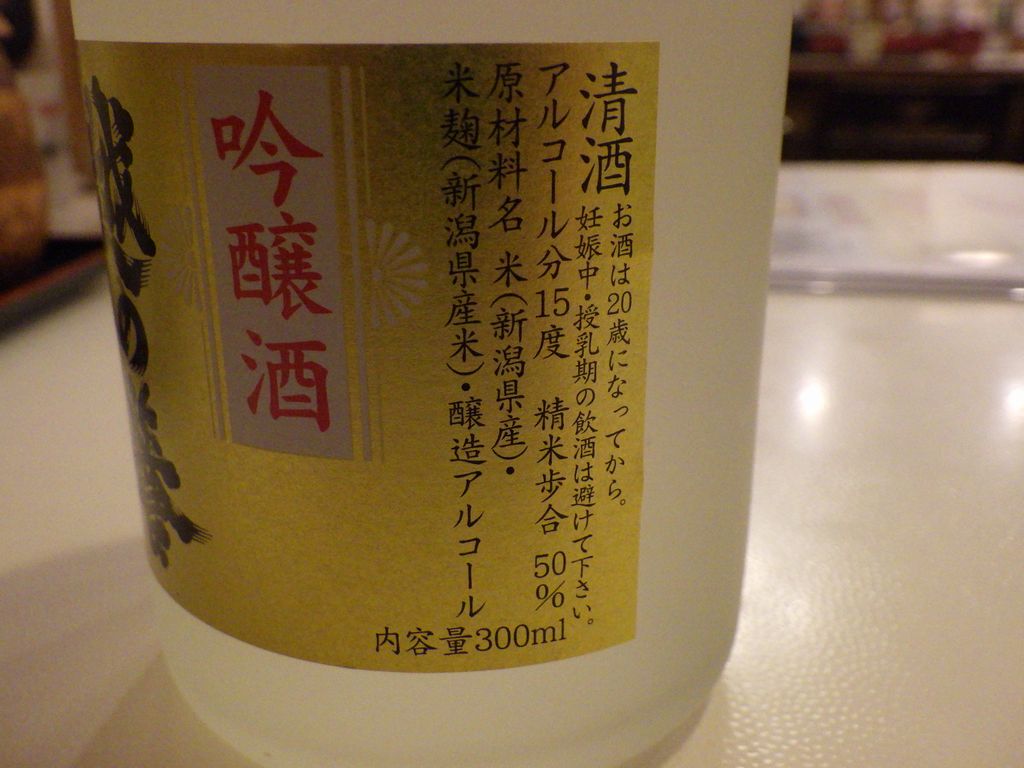 清酒
お酒は20歳になってから。
妊娠中・授乳期の飲酒は避けて下さい。
アルコール分15度 精米歩合 50%
原材料名 米(新潟県産)・
米麹(新潟県産米)・醸造アルコール
内容量300ml
吟醸酒
の誉